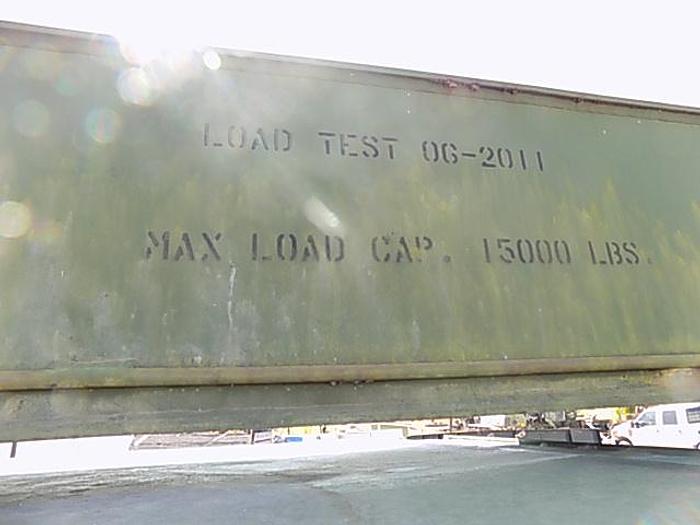 LOAD TEST 06-2011
MAX LOAD CAP. 15000 LBS.